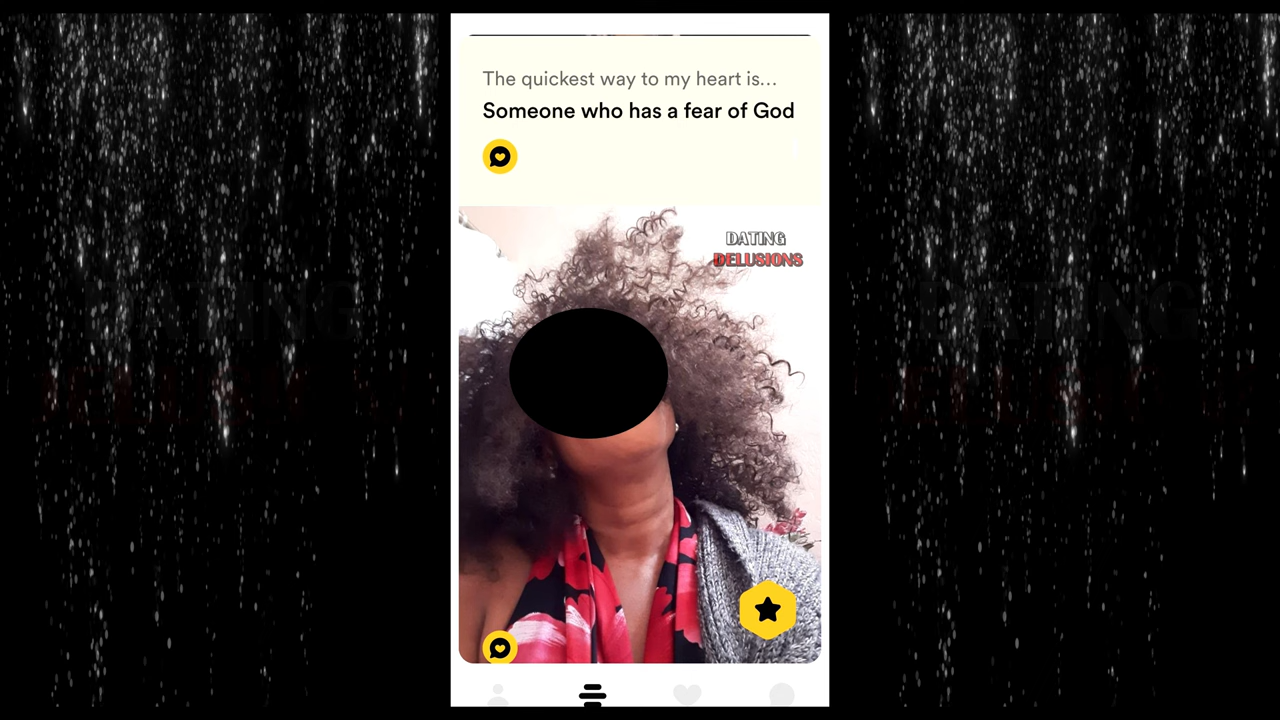 The quickest way to my heart is...
Someone who has a fear of God
DATING
DELUSIONS